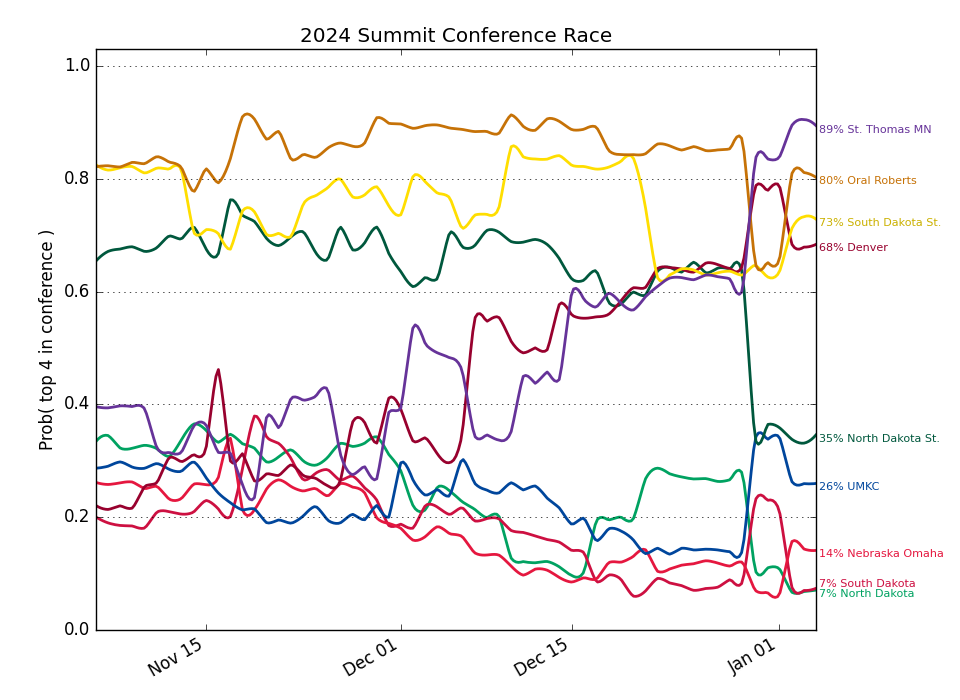 2024 Summit Conference Race
Prob( top 4 in conference )
1.0
0.8
0.6
0.4
0.2
0.0
Nov 15
Dec 01
Dec 15
Jan 01
89% St. Thomas MN
80% Oral Roberts
73% South Dakota St.
68% Denver
35% North Dakota St.
26% UMKC
14% Nebraska Omaha
7% South Dakota
7% North Dakota